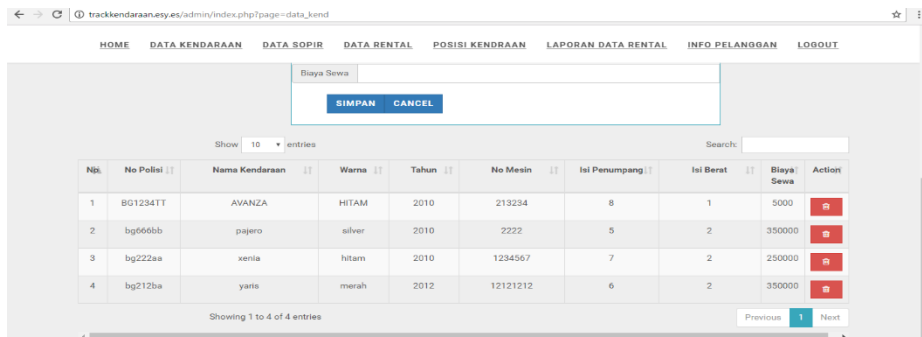 trackkendaraan.esy.es/admin/index.php?page=data_kend
HOME DATA KENDARAAN DATA SOPIR DATA RENTAL POSISI KENDRAAN LAPORAN DATA RENTAL INFO PELANGGAN LOGOUT
Biaya Sewa
SIMPAN CANCEL
Show 10 entries Search:
No. No Polisi Nama Kendaraan Warna Tahun No Mesin Isi Penumpang Isi Berat Biaya Sewa Action
1 BG1234TT AVANZA HITAM 2010 213234 8 1 5000
2 bg666bb pajero silver 2010 2222 5 2 350000
3 bg222aa xenia hitam 2010 1234567 7 2 250000
4 bg212ba yaris merah 2012 12121212 6 2 350000
Showing 1 to 4 of 4 entries Previous 1 Next